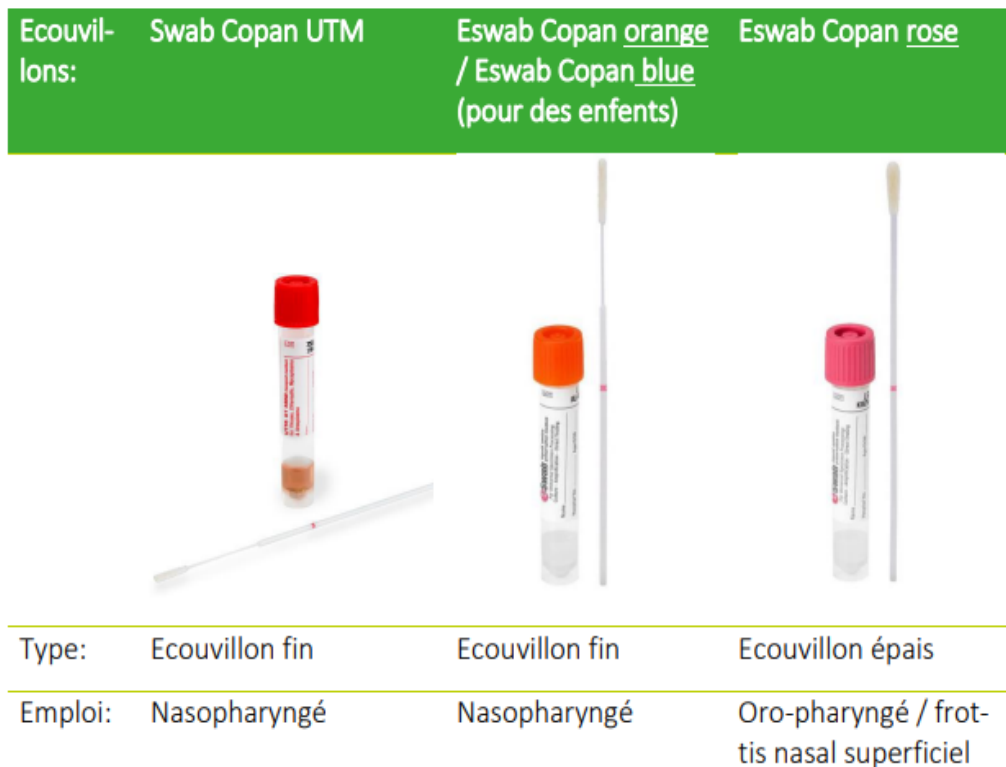 Ecouvil-
lons:
Swab Copan UTM
Eswab Copan orange
/ Eswab Copan blue
(pour des enfents)
Eswab Copan rose
Type:
Ecouvillon fin
Ecouvillon fin
Ecouvillon épais
Emploi:
Nasopharyngé
Nasopharyngé
Oro-pharyngé / frot-
tis nasal superficiel